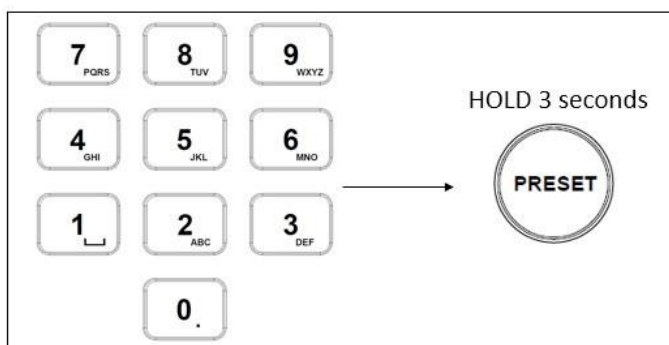 7 PQRS 8 TUV 9 WXYZ
HOLD 3 seconds
4 GHI 5 JKL 6 MNO
PRESET
1 2 ABC 3 DEF
0 .